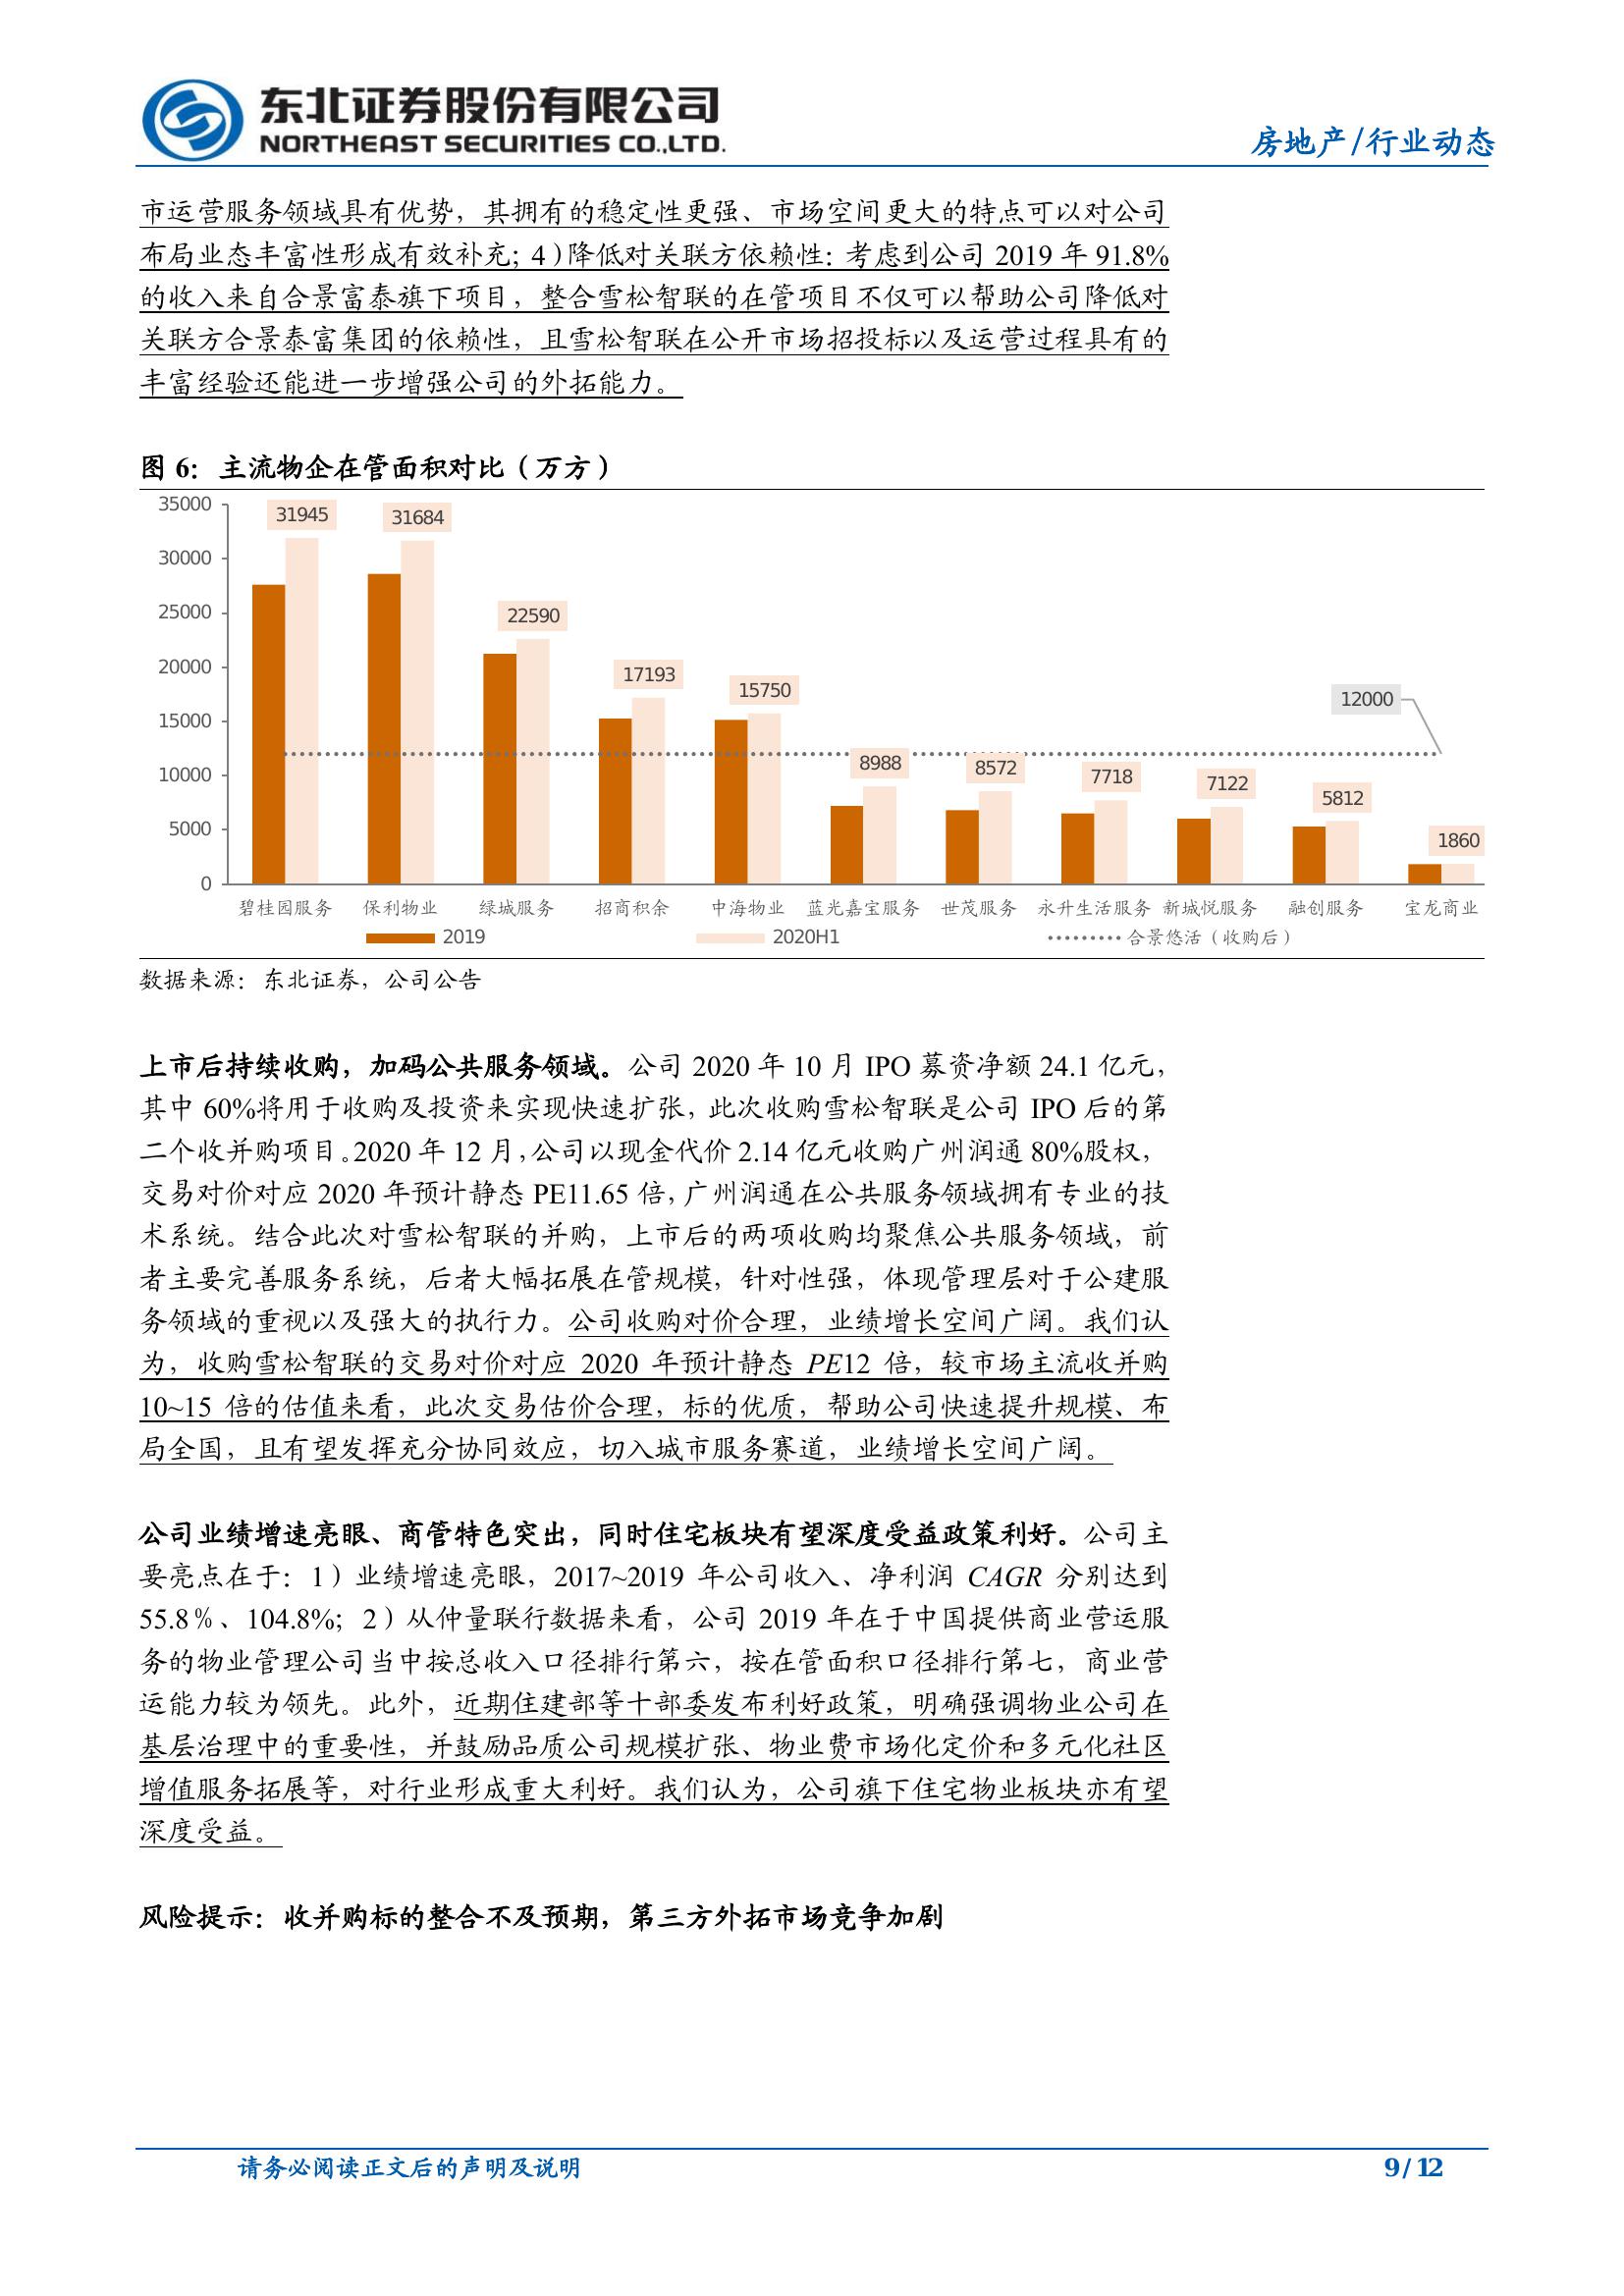 东北证券股份有限公司
NORTHEAST SECURITIES CO.,LTD.
房地产/行业动态
市运营服务领域具有优势，其拥有的稳定性更强、市场空间更大的特点可以对公司
布局业态丰富性形成有效补充；4）降低对关联方依赖性：考虑到公司 2019 年 91.8%
的收入来自合景富泰旗下项目，整合雪松智联的在管项目不仅可以帮助公司降低对
关联方合景泰富集团的依赖性，且雪松智联在公开市场招投标以及运营过程具有的
丰富经验还能进一步增强公司的外拓能力。
图 6：主流物企在管面积对比（万方）
35000
30000
25000
20000
15000
10000
5000
0
31945
31684
22590
17193
15750
8988
8572
7718
7122
5812
1860
12000
碧桂园服务 保利物业 绿城服务 招商积余 中海物业 蓝光嘉宝服务 世茂服务 永升生活服务 新城悦服务 融创服务 宝龙商业
2019 2020H1 合景悠活（收购后）
数据来源：东北证券，公司公告
上市后持续收购，加码公共服务领域。公司 2020 年 10 月 IPO 募资净额 24.1 亿元，
其中 60%将用于收购及投资来实现快速扩张，此次收购雪松智联是公司 IPO 后的第
二个收并购项目。2020 年 12 月，公司以现金代价 2.14 亿元收购广州润通 80%股权，
交易对价对应 2020 年预计静态 PE11.65 倍，广州润通在公共服务领域拥有专业的技
术系统。结合此次对雪松智联的并购，上市后的两项收购均聚焦公共服务领域，前
者主要完善服务系统，后者大幅拓展在管规模，针对性强，体现管理层对于公建服
务领域的重视以及强大的执行力。公司收购对价合理，业绩增长空间广阔。我们认
为，收购雪松智联的交易对价对应 2020 年预计静态 PE12 倍，较市场主流收并购
10~15 倍的估值来看，此次交易估价合理，标的优质，帮助公司快速提升规模、布
局全国，且有望发挥充分协同效应，切入城市服务赛道，业绩增长空间广阔。
公司业绩增速亮眼、商管特色突出，同时住宅板块有望深度受益政策利好。公司主
要亮点在于：1）业绩增速亮眼，2017~2019 年公司收入、净利润 CAGR 分别达到
55.8％、104.8%；2）从仲量联行数据来看，公司 2019 年在于中国提供商业营运服
务的物业管理公司当中按总收入口径排行第六，按在管面积口径排行第七，商业营
运能力较为领先。此外，近期住建部等十部委发布利好政策，明确强调物业公司在
基层治理中的重要性，并鼓励品质公司规模扩张、物业费市场化定价和多元化社区
增值服务拓展等，对行业形成重大利好。我们认为，公司旗下住宅物业板块亦有望
深度受益。
风险提示：收并购标的整合不及预期，第三方外拓市场竞争加剧
请务必阅读正文后的声明及说明
9 / 12